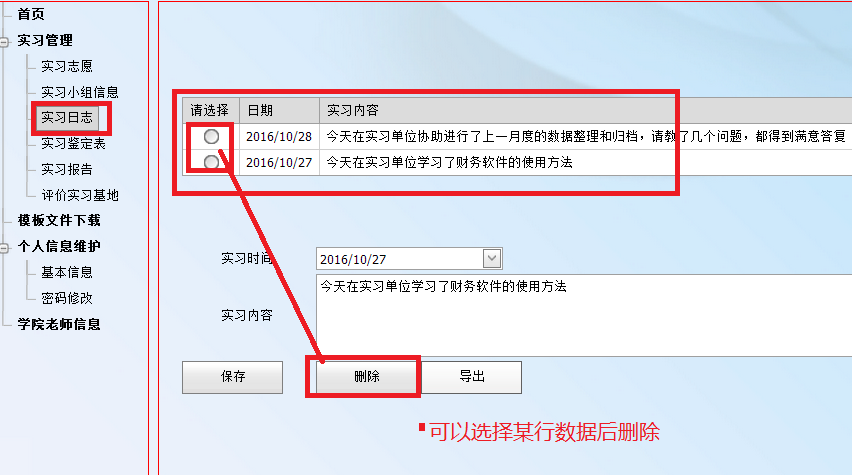 首页
实习管理
实习志愿
实习小组信息
实习日志
实习鉴定表
实习报告
评价实习基地
模板文件下载
个人信息维护
基本信息
密码修改
学院老师信息
请选择 日期 实习内容
2016/10/28 今天在实习单位协助进行了上一月度的数据整理和归档，请教了几个问题，都得到满意答复
2016/10/27 今天在实习单位学习了财务软件的使用方法
实习时间 2016/10/27
实习内容 今天在实习单位学习了财务软件的使用方法
保存 删除 导出
可以选择某行数据后删除